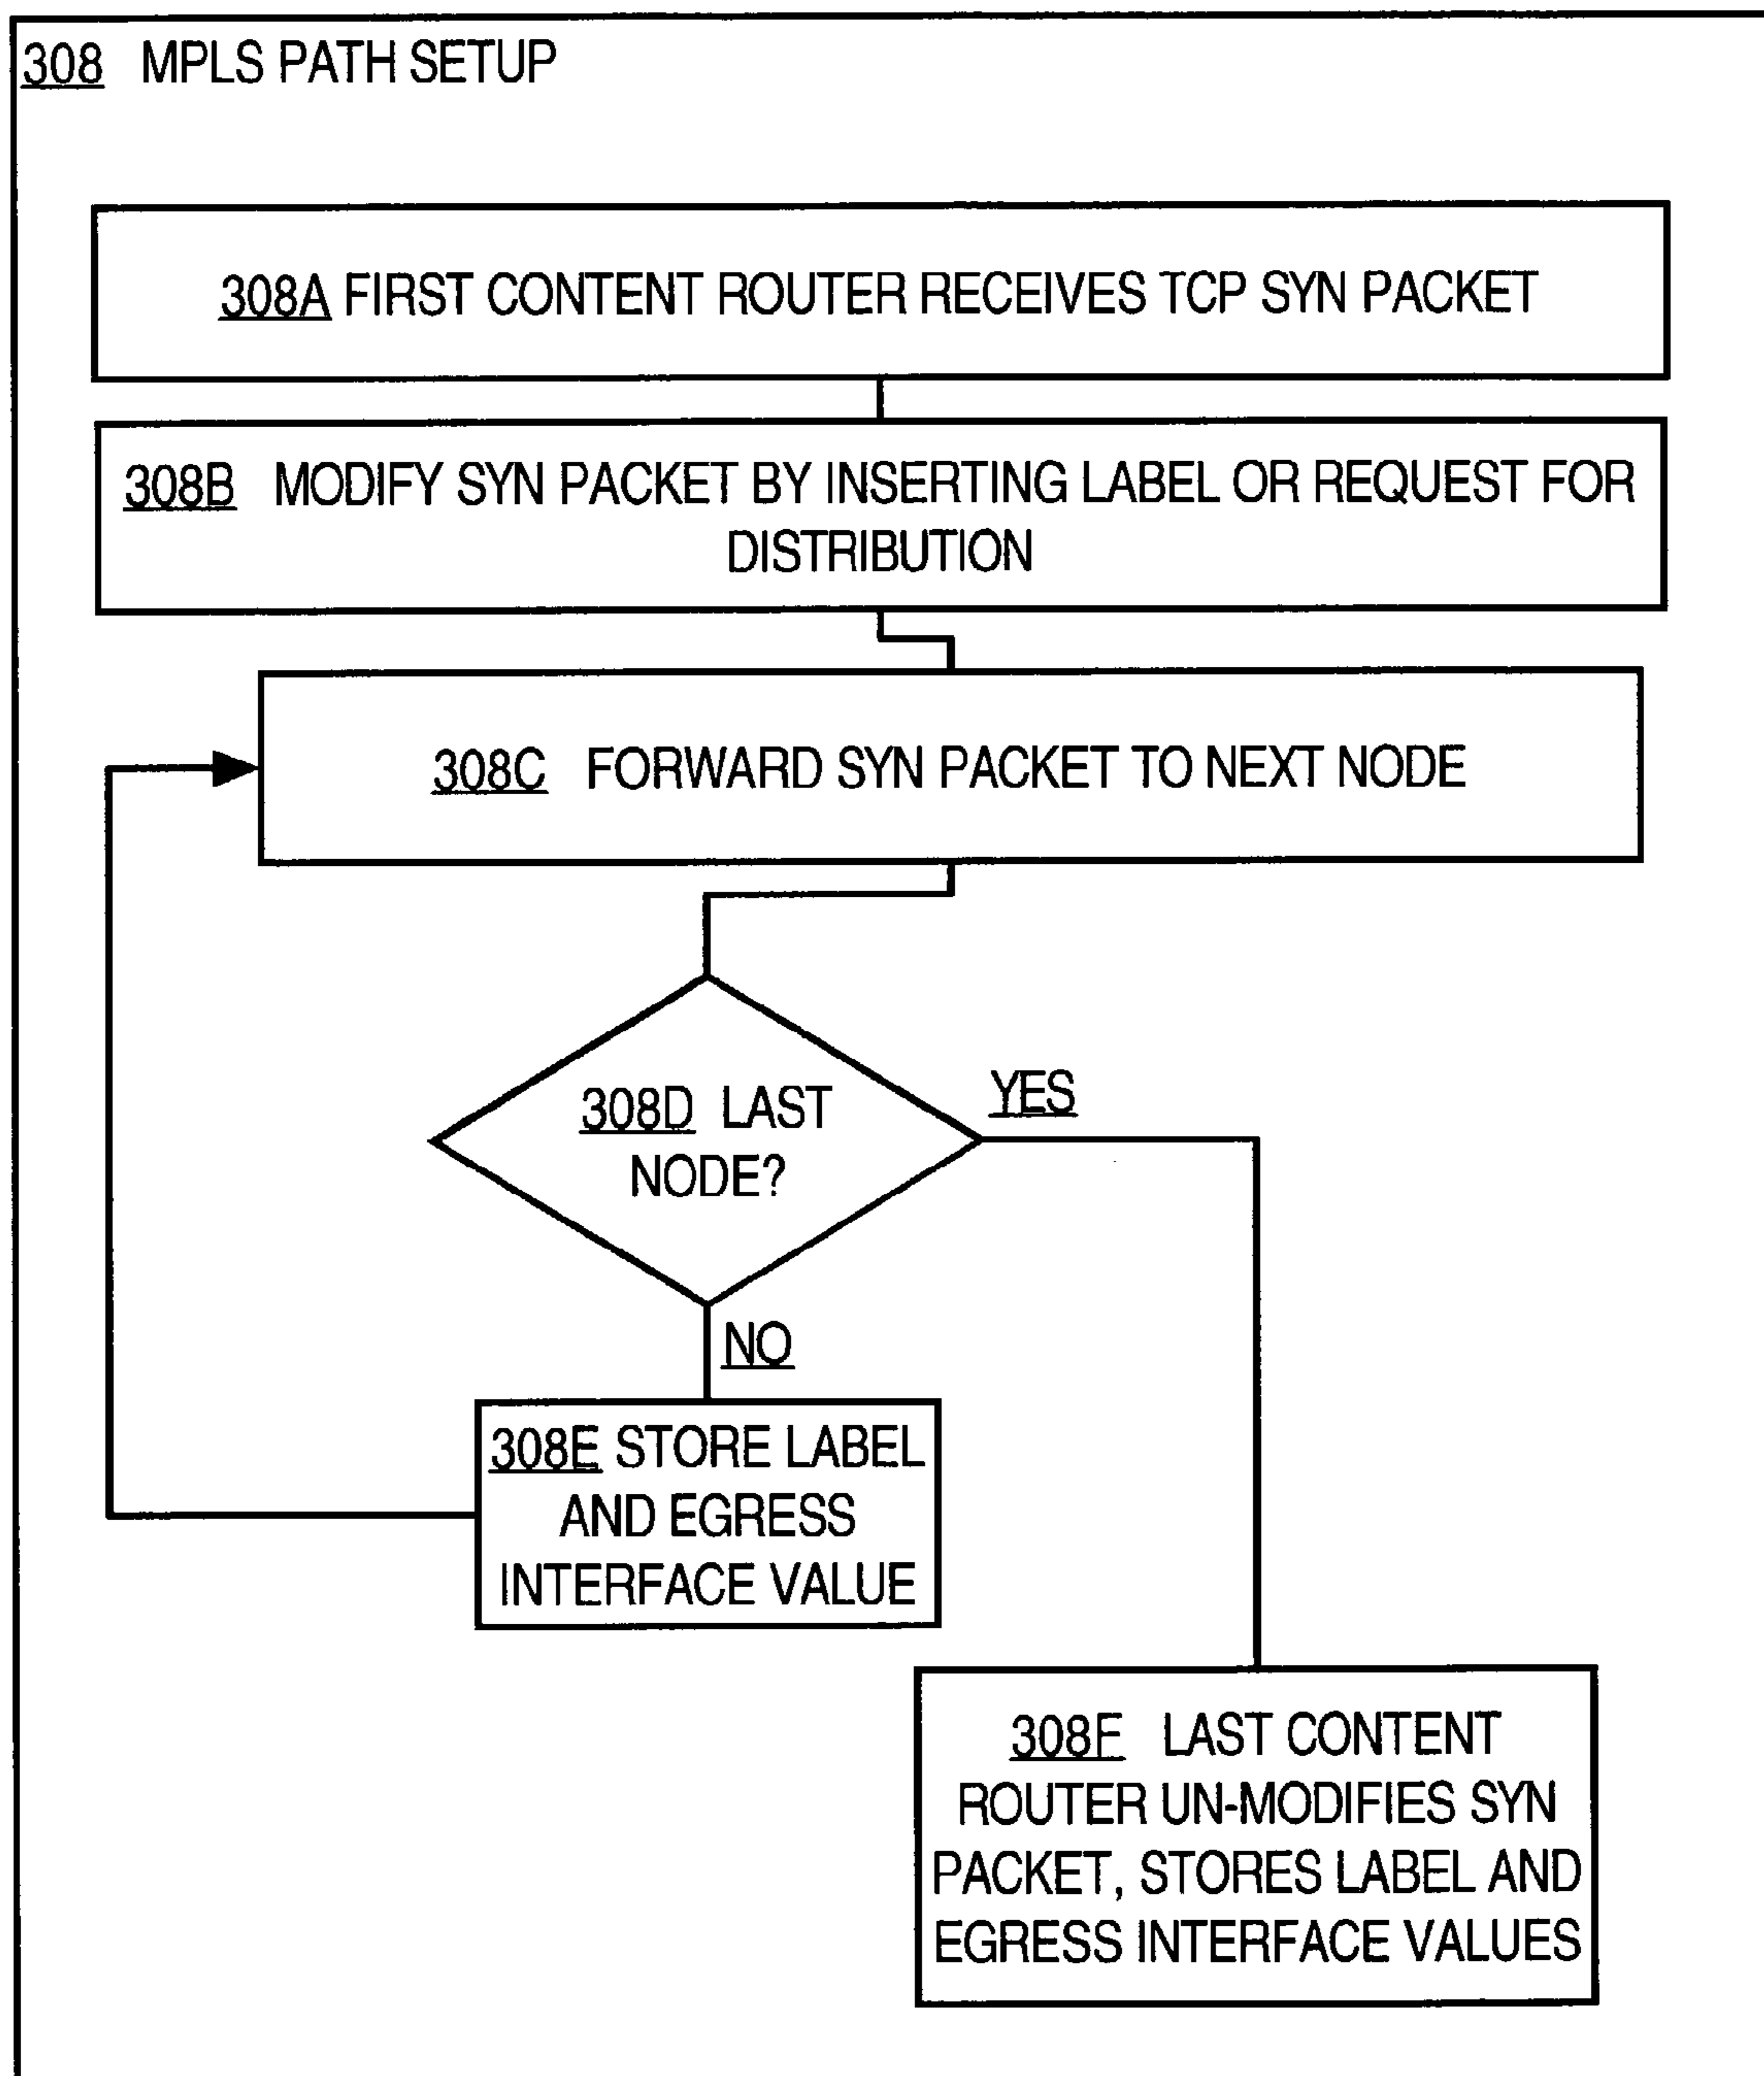 308 MPLS PATH SETUP
308A FIRST CONTENT ROUTER RECEIVES TCP SYN PACKET
308B MODIFY SYN PACKET BY INSERTING LABEL OR REQUEST FOR
DISTRIBUTION
308C FORWARD SYN PACKET TO NEXT NODE
308D LAST
NODE?
YES
NO
308E STORE LABEL
AND EGRESS
INTERFACE VALUE
308F LAST CONTENT
ROUTER UN-MODIFIES SYN
PACKET, STORES LABEL AND
EGRESS INTERFACE VALUES